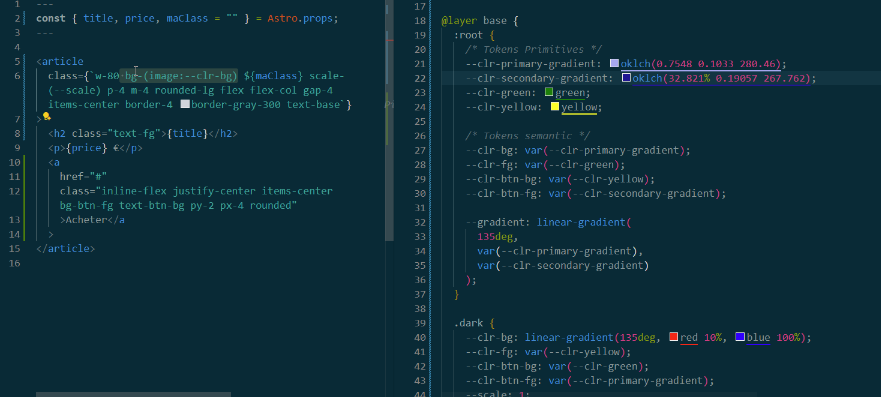 1 ---
2 const { title, price, maClass = "" } = Astro.props;
3 ---
4
5 <article
6 class={`w-80 bg-(image:--clr-bg) ${maClass} scale-
(--scale) p-4 m-4 rounded-lg flex flex-col gap-4
items-center border-4 border-gray-300 text-base`}
7 >
8 <h2 class="text-fg">{title}</h2>
9 <p>{price} €</p>
10 <a
11 href="#"
12 class="inline-flex justify-center items-center
bg-btn-fg text-btn-bg py-2 px-4 rounded"
13 >Acheter</a
14 >
15 </article>
16
17
18 @layer base {
19 :root {
20 /* Tokens Primitives */
21 --clr-primary-gradient: oklch(0.7548 0.1033 280.46);
22 --clr-secondary-gradient: oklch(32.821% 0.19057 267.762);
23 --clr-green: green;
24 --clr-yellow: yellow;
25
26 /* Tokens semantic */
27 --clr-bg: var(--clr-primary-gradient);
28 --clr-fg: var(--clr-green);
29 --clr-btn-bg: var(--clr-yellow);
30 --clr-btn-fg: var(--clr-secondary-gradient);
31
32 --gradient: linear-gradient(
33 135deg,
34 var(--clr-primary-gradient),
35 var(--clr-secondary-gradient)
36 );
37 }
38
39 .dark {
40 --clr-bg: linear-gradient(135deg, red 10%, blue 100%);
41 --clr-fg: var(--clr-yellow);
42 --clr-btn-bg: var(--clr-green);
43 --clr-btn-fg: var(--clr-primary-gradient);
44 --scale: 1;